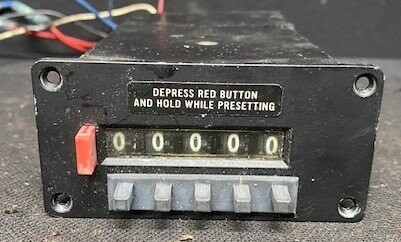 DEPRESS RED BUTTON
AND HOLD WHILE PRESETTING
0 0 0 0 0